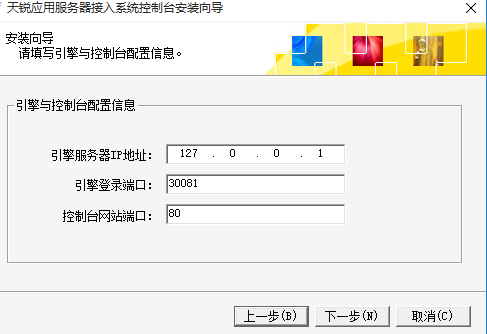 天锐应用服务器接入系统控制台安装向导
安装向导
请填写引擎与控制台配置信息。
引擎与控制台配置信息
引擎服务器IP地址： 127 . 0 . 0 . 1
引擎登录端口： 30081
控制台网站端口： 80
上一步(B) 下一步(N) 取消(C)